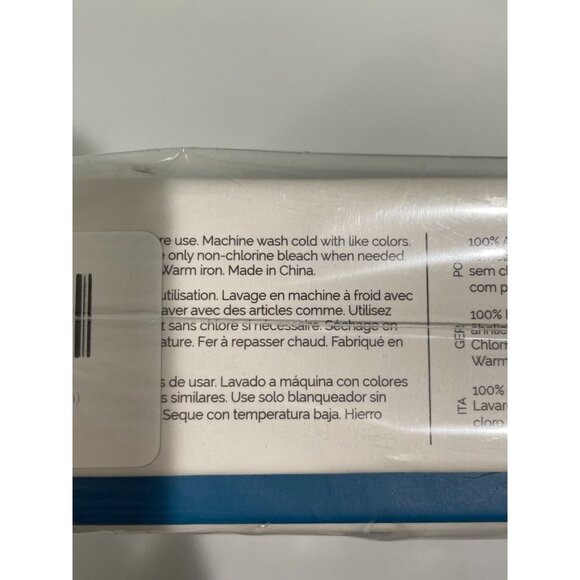 re use. Machine wash cold with like colors.
only non-chlorine bleach when needed.
Warm iron. Made in China.
utilisation. Lavage en machine à froid avec
aver avec des articles comme. Utilisez
t sans chlore si nécessaire. Séchage en
ature. Fer à repasser chaud. Fabriqué en
s de usar. Lavado a máquina con colores
s similares. Use solo blanqueador sin
Seque con temperatura baja. Hierro
PO
100% A
sem cl
com p
GER
100%
ähnlic
Chlorr
Warm
ITA
100%
Lavar
cloro